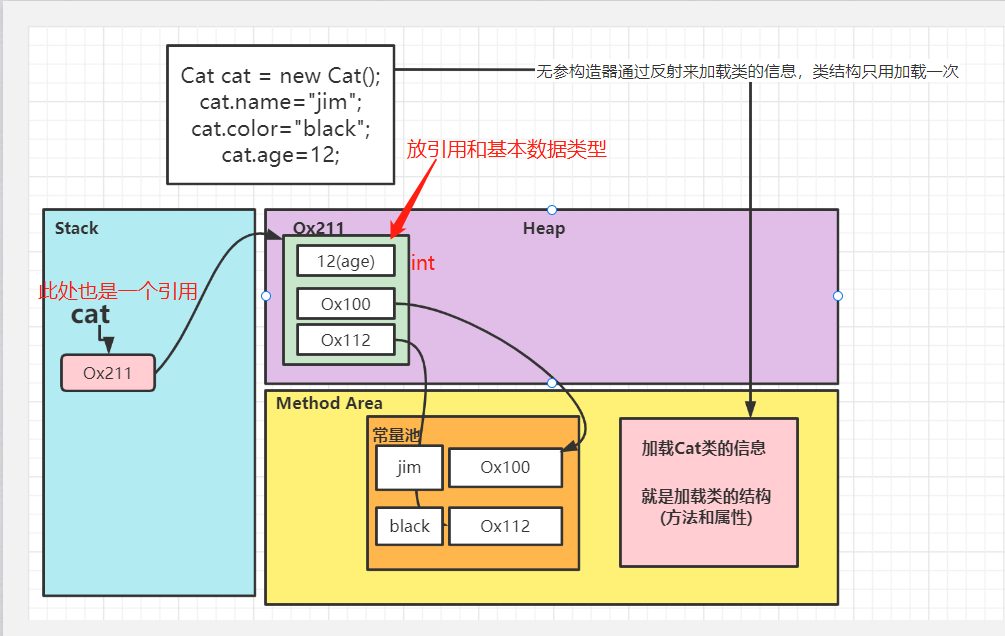 Cat cat = new Cat();
cat.name="jim";
cat.color="black";
cat.age=12;
无参构造器通过反射来加载类的信息，类结构只用加载一次
放引用和基本数据类型
Stack
此处也是一个引用
cat
Ox211
Ox211
Heap
12(age)
int
Ox100
Ox112
Method Area
常量池
jim
Ox100
black
Ox112
加载Cat类的信息
就是加载类的结构
(方法和属性)